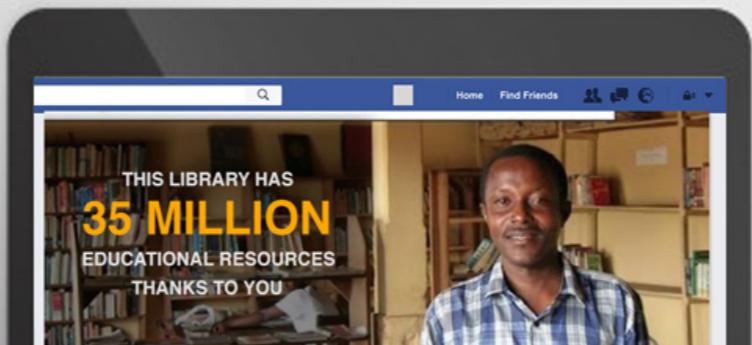 Home Find Friends
THIS LIBRARY HAS
35 MILLION
EDUCATIONAL RESOURCES
THANKS TO YOU